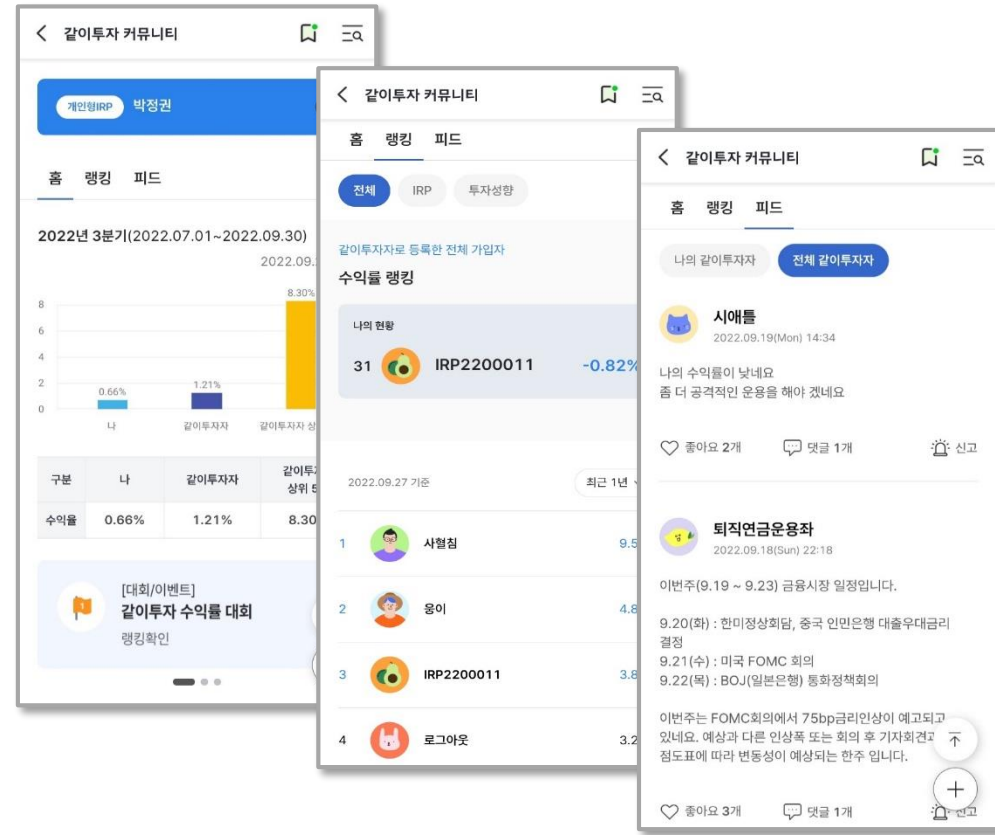 같이투자 커뮤니티
개인형IRP 박정권
홈 랭킹 피드
2022년 3분기(2022.07.01~2022.09.30)
2022.09.
8.30%
8
6
4
2
0
0.66%
1.21%
나 같이투자자 같이투자자 상
구분 나 같이투자자 같이투
상위 5
수익율 0.66% 1.21% 8.30
[대회/이벤트]
같이투자 수익률 대회
랭킹확인
같이투자 커뮤니티
홈 랭킹 피드
전체 IRP 투자성향
같이투자자로 등록한 전체 가입자
수익률 랭킹
나의 현황
31 IRP2200011 -0.82%
2022.09.27 기준 최근 1년
1 사혈침 9.5
2 웅이 4.8
3 IRP2200011 3.8
4 로그아웃 3.2
같이투자 커뮤니티
홈 랭킹 피드
나의 같이투자자 전체 같이투자자
시애틀
2022.09.19(Mon) 14:34
나의 수익률이 낮네요
좀 더 공격적인 운용을 해야 겠네요
좋아요 2개 댓글 1개 신고
퇴직연금운용좌
2022.09.18(Sun) 22:18
이번주(9.19 ~ 9.23) 금융시장 일정입니다.
9.20(화) : 한미정상회담, 중국 인민은행 대출우대금리
결정
9.21(수) : 미국 FOMC 회의
9.22(목) : BOJ(일본은행) 통화정책회의
이번주는 FOMC회의에서 75bp금리인상이 예고되고
있네요. 예상과 다른 인상폭 또는 회의 후 기자회견과
점도표에 따라 변동성이 예상되는 한주 입니다.
좋아요 3개 댓글 1개 신고